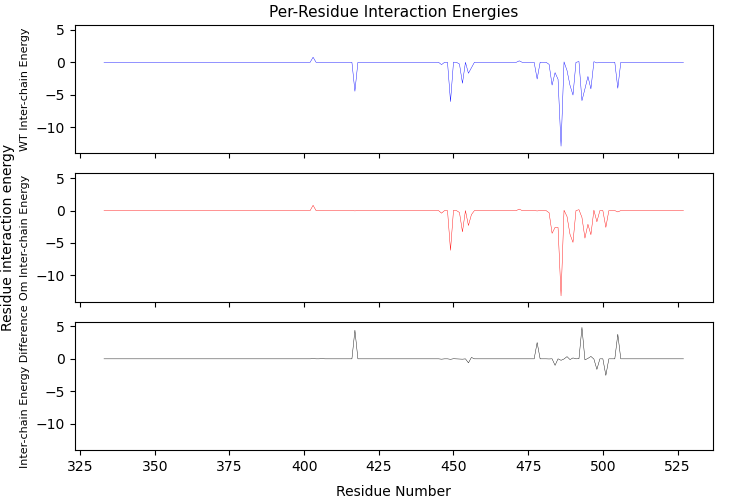 Per-Residue Interaction Energies
Residue interaction energy
WT Inter-chain Energy
5
0
−5
−10
Om Inter-chain Energy
5
0
−5
−10
Inter-chain Energy Difference
5
0
−5
−10
325 350 375 400 425 450 475 500 525
Residue Number